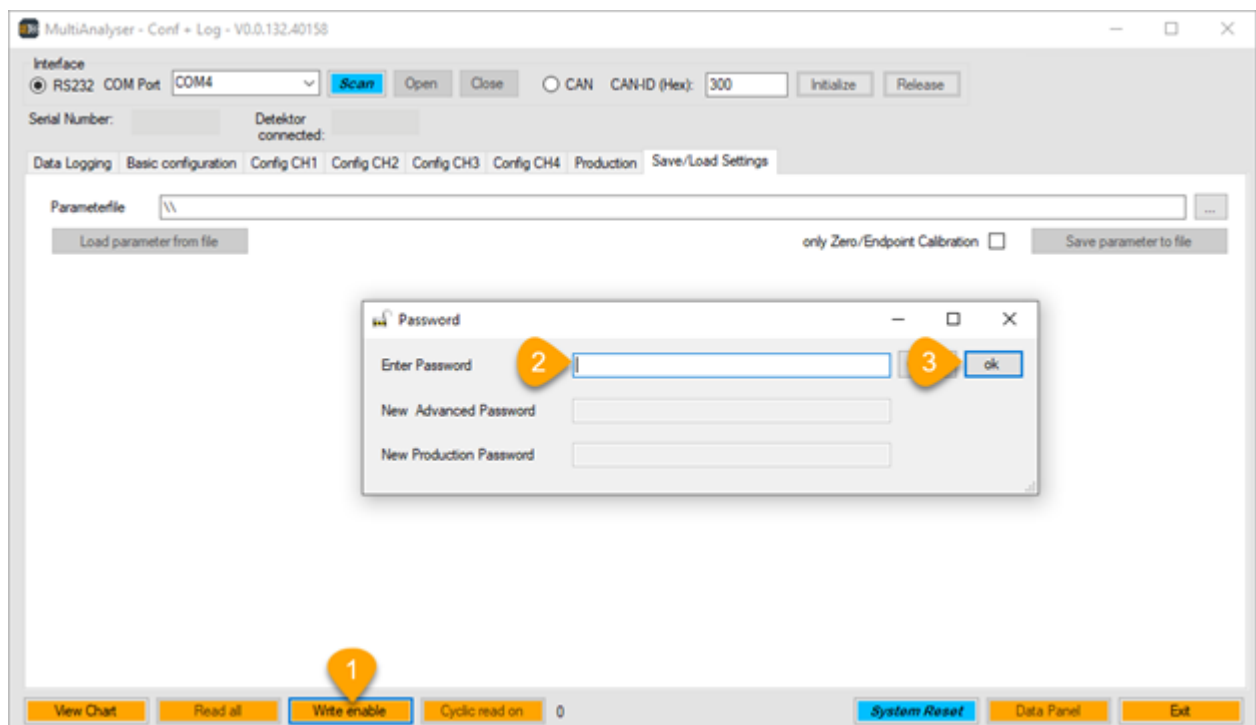 MultiAnalyser - Conf + Log - V0.0.132.40158
Interface
RS232 COM Port COM4 Scan Open Close CAN CAN-ID (Hex): 300 Initialize Release
Serial Number: Detektor
connected:
Data Logging Basic configuration Config CH1 Config CH2 Config CH3 Config CH4 Production Save/Load Settings
Parameterfile \\ ...
Load parameter from file only Zero/Endpoint Calibration Save parameter to file
Password
Enter Password 2 3 ok
New Advanced Password
New Production Password
1
View Chart Read all Write enable Cyclic read on 0 System Reset Data Panel Exit